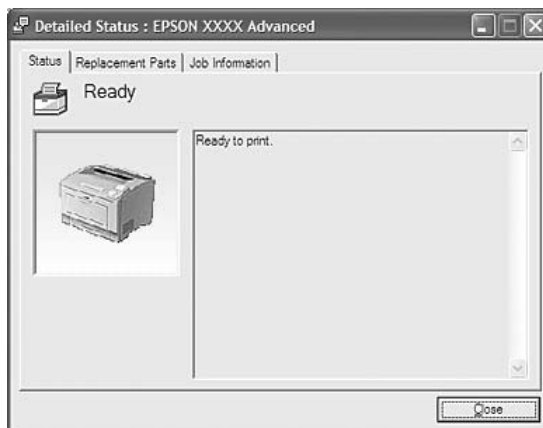 Detailed Status : EPSON XXXX Advanced
Status
Replacement Parts
Job Information
Ready
Ready to print.
Close